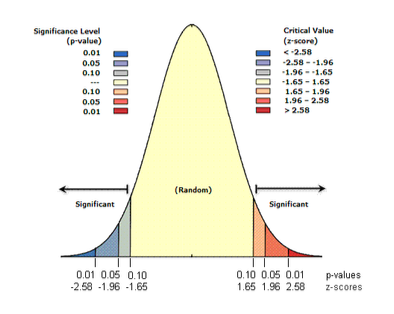 Significance Level
(p-value)
0.01
0.05
0.10
---
0.10
0.05
0.01
Critical Value
(z-score)
< -2.58
-2.58 - -1.96
-1.96 - -1.65
-1.65 - 1.65
1.65 - 1.96
1.96 - 2.58
> 2.58
(Random)
Significant
Significant
0.01 0.05 0.10 0.10 0.05 0.01 p-values
-2.58 -1.96 -1.65 1.65 1.96 2.58 z-scores